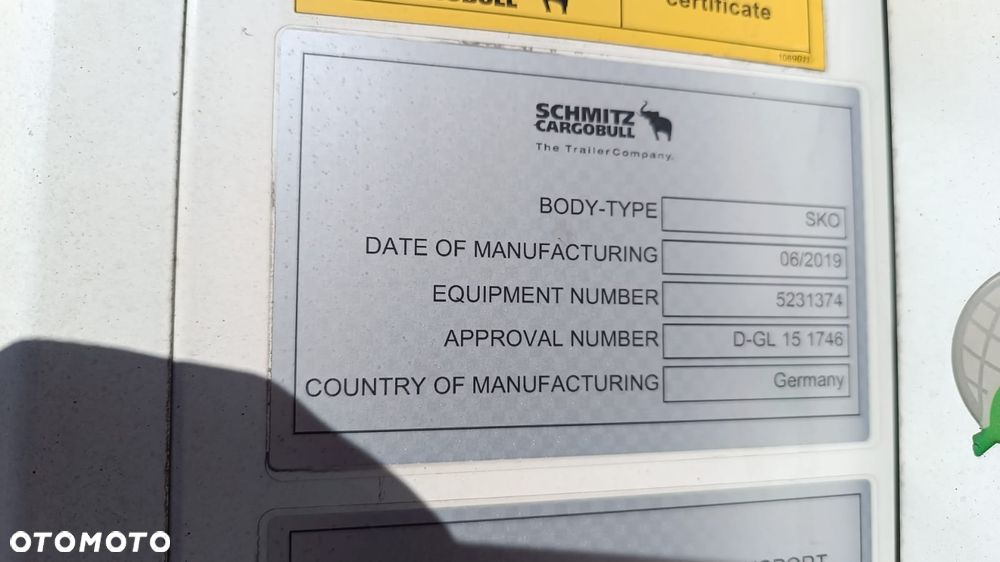 certificate
1089011
SCHMITZ
CARGOBULL
The TrailerCompany.
BODY-TYPE SKO
DATE OF MANUFACTURING 06/2019
EQUIPMENT NUMBER 5231374
APPROVAL NUMBER D-GL 15 1746
COUNTRY OF MANUFACTURING Germany
OTOMOTO